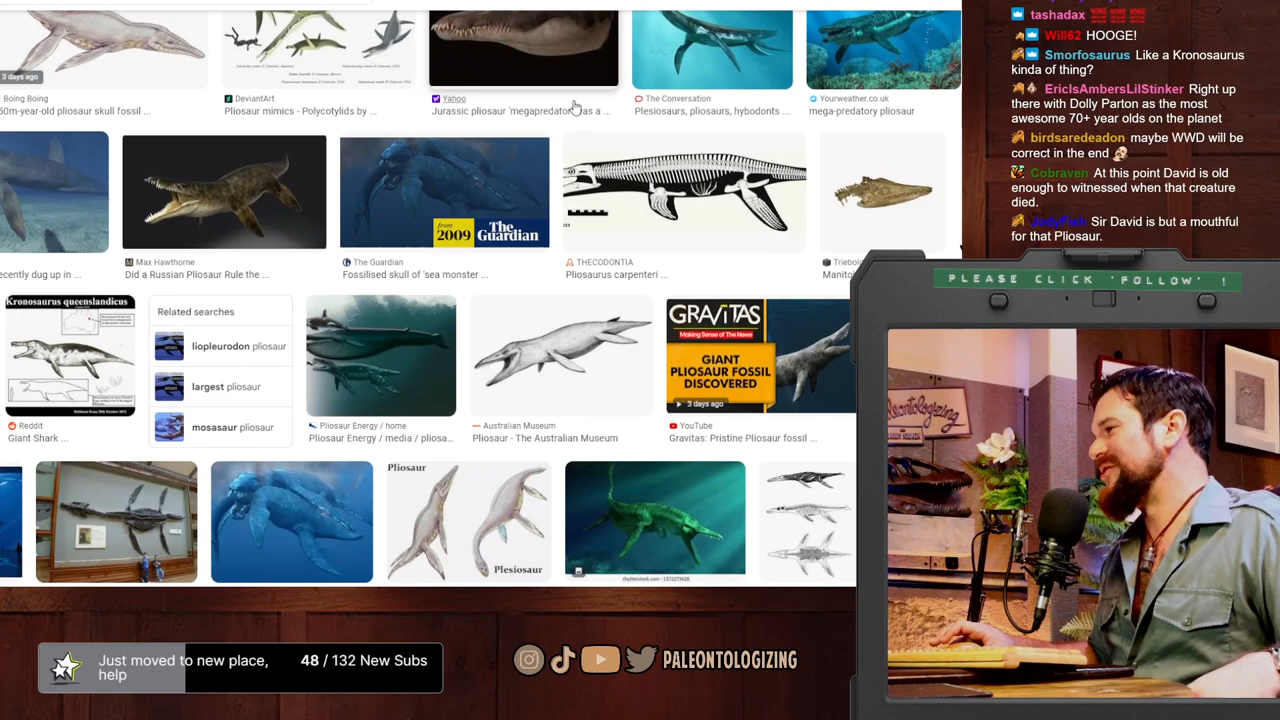 3 days ago
Boing Boing
50m-year-old pliosaur skull fossil ...
DeviantArt
Pliosaur mimics - Polycotylids by ...
Yahoo
Jurassic pliosaur 'megapredator' has a ...
The Conversation
Plesiosaurs, pliosaurs, hybodonts ...
Yourweather.co.uk
mega-predatory pliosaur
ecently dug up in ...
Max Hawthorne
Did a Russian Pliosaur Rule the ...
from
2009
The
Guardian
The Guardian
Fossilised skull of 'sea monster ...
THECODONTIA
Pliosaurus carpenteri ...
Kronosaurus queenslandicus
Reddit
Giant Shark ...
Related searches
liopleurodon pliosaur
largest pliosaur
mosasaur pliosaur
Pliosaur Energy / home
Pliosaur Energy / media / pliosa...
Australian Museum
Pliosaur - The Australian Museum
GRAVITAS
Making Sense of The News
GIANT
PLIOSAUR FOSSIL
DISCOVERED
3 days ago
YouTube
Gravitas: Pristine Pliosaur fossil ...
Pliosaur
Plesiosaur
tashadax
Will62 HOOGE!
Smorfosaurus Like a Kronosaurus
kinda of thing?
EricIsAmbersLilStinker Right up
there with Dolly Parton as the most
awesome 70+ year olds on the planet
birdsaredeadon maybe WWD will be
correct in the end
Cobraven At this point David is old
enough to witnessed when that creature
died.
Sir David is but a mouthful
for that Pliosaur.
PLEASE CLICK 'FOLLOW' !
Just moved to new place,
help
48 / 132 New Subs
PALEONTOLOGIZING